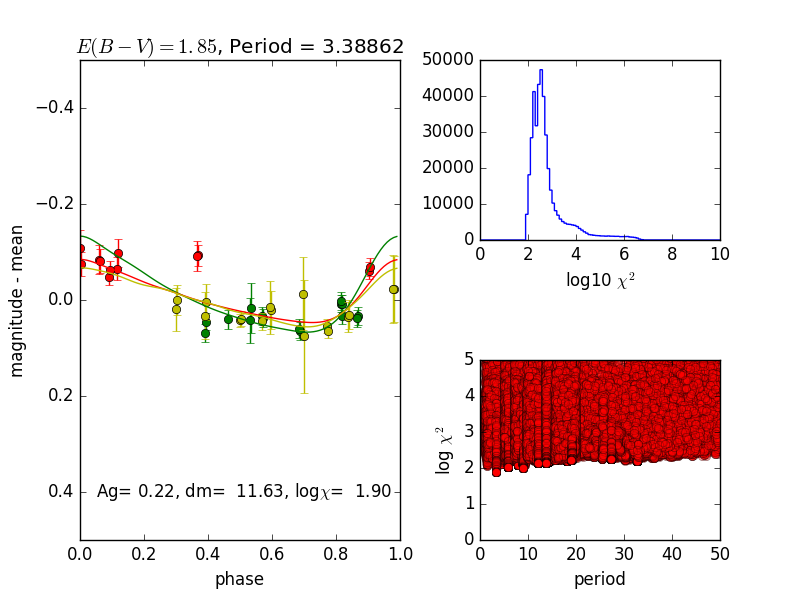 E(B − V) = 1.85, Period = 3.38862
−0.4
−0.2
0.0
0.2
0.4
magnitude - mean
Ag= 0.22, dm= 11.63, logχ= 1.90
0.0 0.2 0.4 0.6 0.8 1.0
phase
50000
40000
30000
20000
10000
0
0 2 4 6 8 10
log10 χ²
5
4
3
2
1
0
log χ²
0 10 20 30 40 50
period